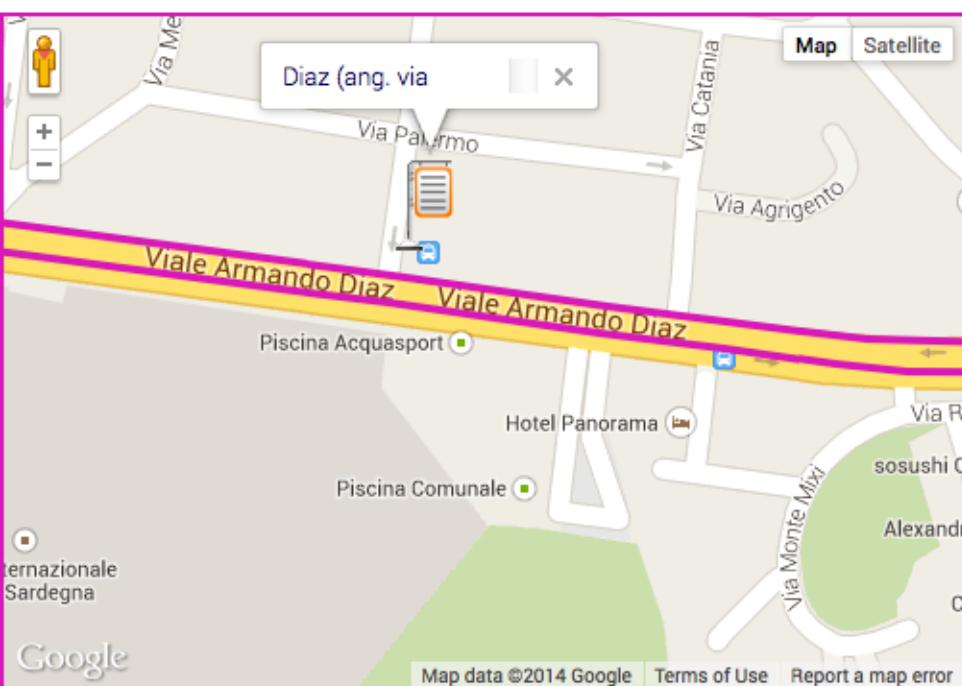 Via Me
Diaz (ang. via
Map
Satellite
Via Catania
Via Palermo
Via Agrigento
Viale Armando Diaz
Viale Armando Diaz
Piscina Acquasport
Hotel Panorama
Via R
sosushi C
Piscina Comunale
Via Monte Mixi
Alexandr
ternazionale
Sardegna
C
Google
Map data ©2014 Google
Terms of Use
Report a map error